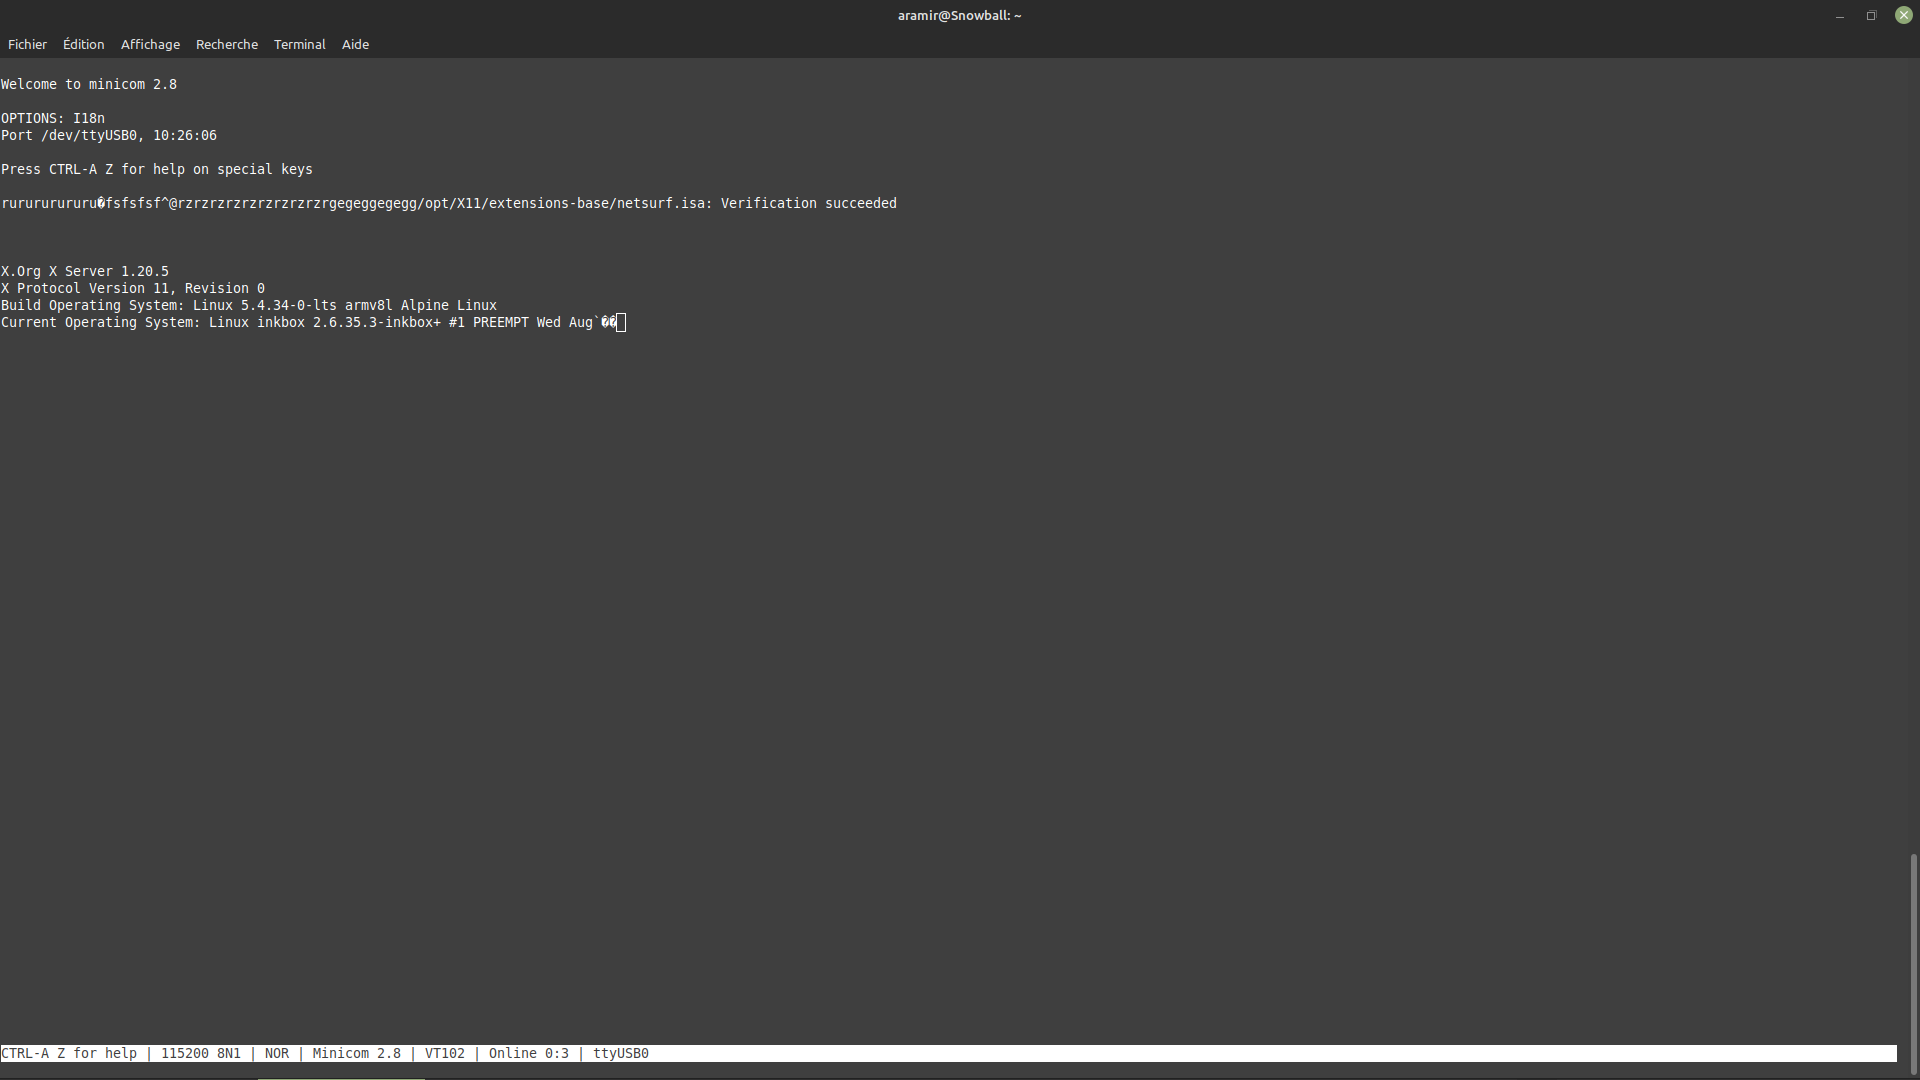 aramir@Snowball: ~
Fichier Édition Affichage Recherche Terminal Aide
Welcome to minicom 2.8
OPTIONS: I18n
Port /dev/ttyUSB0, 10:26:06
Press CTRL-A Z for help on special keys
rurururururu�fsfsfsf^@rzrzrzrzrzrzrzrzrzrgegeggegegg/opt/X11/extensions-base/netsurf.isa: Verification succeeded
X.Org X Server 1.20.5
X Protocol Version 11, Revision 0
Build Operating System: Linux 5.4.34-0-lts armv8l Alpine Linux
Current Operating System: Linux inkbox 2.6.35.3-inkbox+ #1 PREEMPT Wed Aug`��
CTRL-A Z for help | 115200 8N1 | NOR | Minicom 2.8 | VT102 | Online 0:3 | ttyUSB0